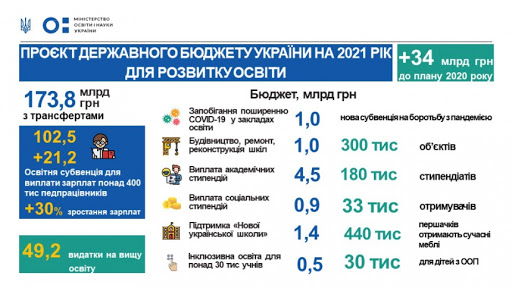 МІНІСТЕРСТВО
ОСВІТИ І НАУКИ
УКРАЇНИ
ПРОЄКТ ДЕРЖАВНОГО БЮДЖЕТУ УКРАЇНИ НА 2021 РІК
ДЛЯ РОЗВИТКУ ОСВІТИ
+34 млрд грн
до плану 2020 року
173,8 млрд
грн
з трансфертами
102,5
+21,2
Освітня субвенція для
виплати зарплат понад 400
тис педпрацівників
+30% зростання зарплат
49,2 видатки на вищу
освіту
Бюджет, млрд грн
Запобігання поширенню
COVID-19 у закладах
освіти
1,0
нова субвенція на боротьбу з пандемією
Будівництво, ремонт,
реконструкція шкіл
1,0
300 тис
об'єктів
Виплата академічних
стипендій
4,5
180 тис
стипендіатів
Виплата соціальних
стипендій
0,9
33 тис
отримувачів
Підтримка «Нової
української школи»
1,4
440 тис
першачків
отримають сучасні
меблі
Інклюзивна освіта для
понад 30 тис учнів
0,5
30 тис
для дітей з ООП